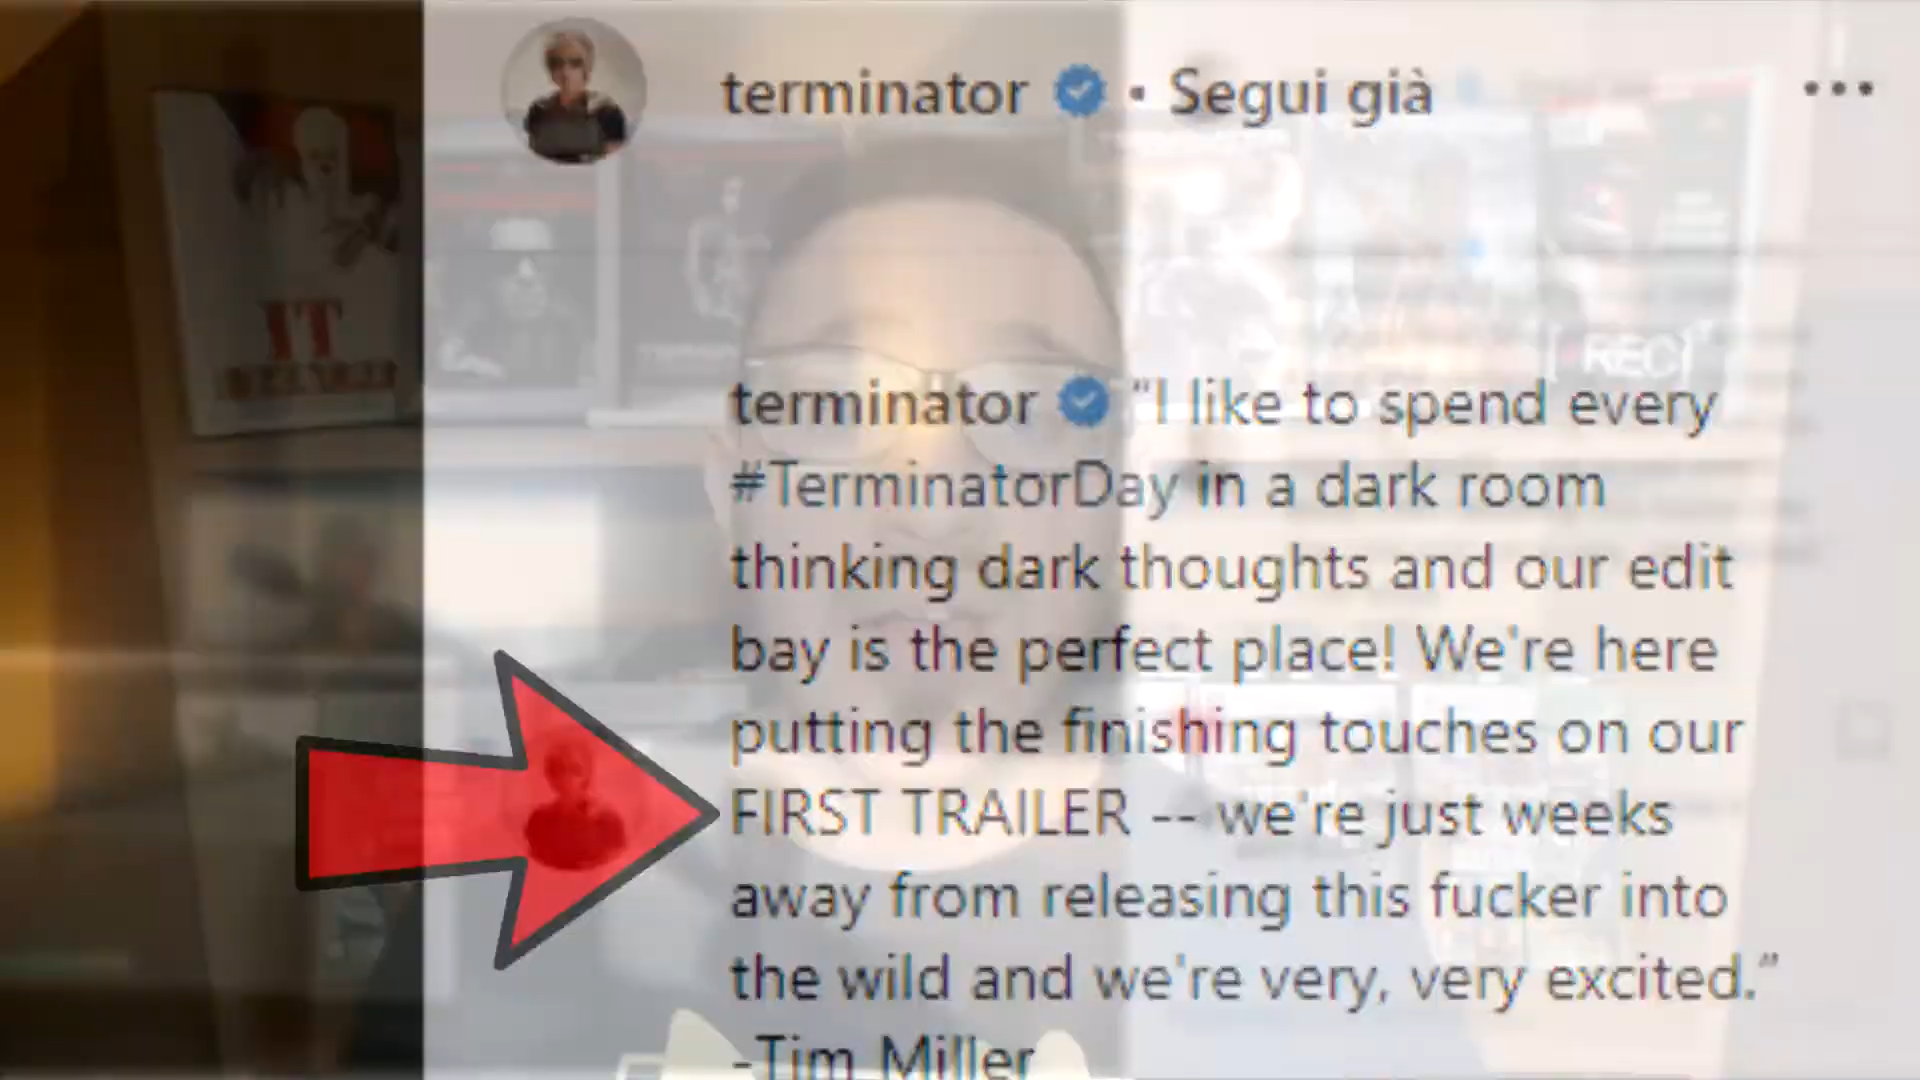 terminator • Segui già •••
IT
[REC]
terminator "I like to spend every
#TerminatorDay in a dark room
thinking dark thoughts and our edit
bay is the perfect place! We're here
putting the finishing touches on our
FIRST TRAILER -- we're just weeks
away from releasing this fucker into
the wild and we're very, very excited."
-Tim Miller